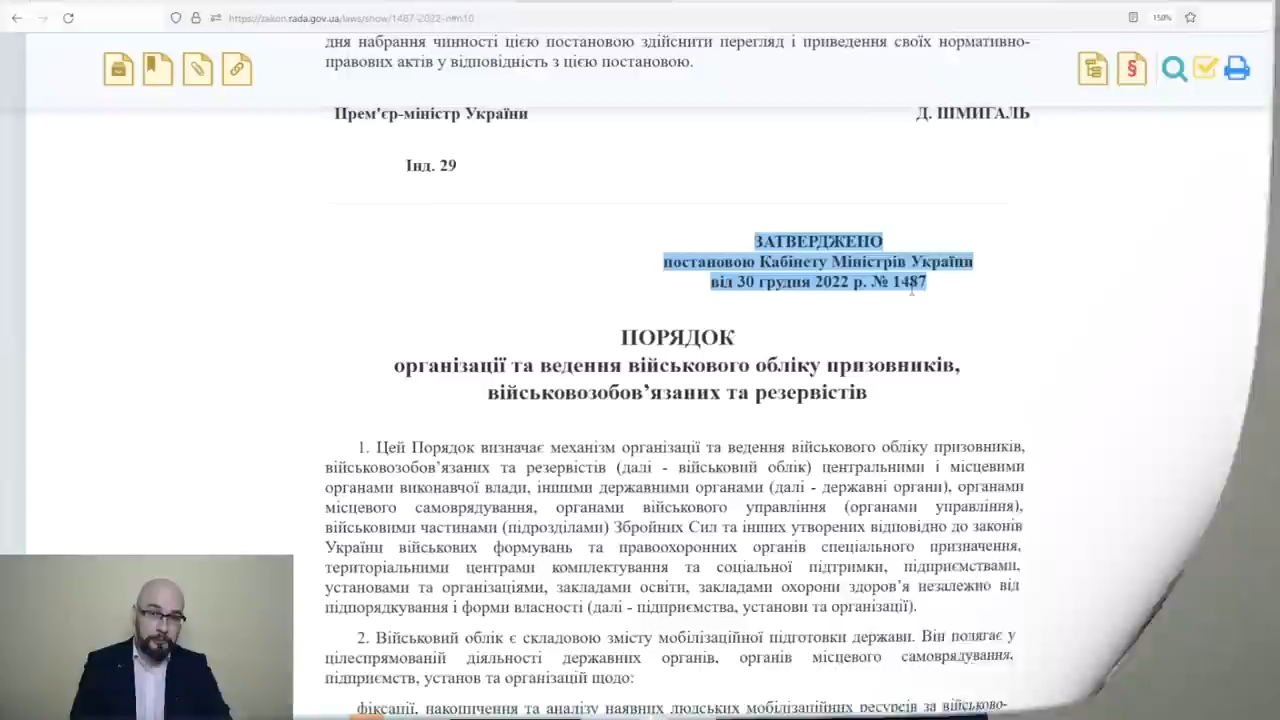 https://zakon.rada.gov.ua/laws/show/1487-2022-п#n10
150%
дня набрання чинності цією постановою здійснити перегляд і приведення своїх нормативно-
правових актів у відповідність з цією постановою.
§
Прем'єр-міністр України Д. ШМИГАЛЬ
Інд. 29
ЗАТВЕРДЖЕНО
постановою Кабінету Міністрів України
від 30 грудня 2022 р. № 1487
ПОРЯДОК
організації та ведення військового обліку призовників,
військовозобов’язаних та резервістів
1. Цей Порядок визначає механізм організації та ведення військового обліку призовників,
військовозобов’язаних та резервістів (далі - військовий облік) центральними і місцевими
органами виконавчої влади, іншими державними органами (далі - державні органи), органами
місцевого самоврядування, органами військового управління (органами управління),
військовими частинами (підрозділами) Збройних Сил та інших утворених відповідно до законів
України військових формувань та правоохоронних органів спеціального призначення,
територіальними центрами комплектування та соціальної підтримки, підприємствами,
установами та організаціями, закладами освіти, закладами охорони здоров’я незалежно від
підпорядкування і форми власності (далі - підприємства, установи та організації).
2. Військовий облік є складовою змісту мобілізаційної підготовки держави. Він полягає у
цілеспрямованій діяльності державних органів, органів місцевого самоврядування,
підприємств, установ та організацій щодо:
фіксації, накопичення та аналізу наявних людських мобілізаційних ресурсів за військово-